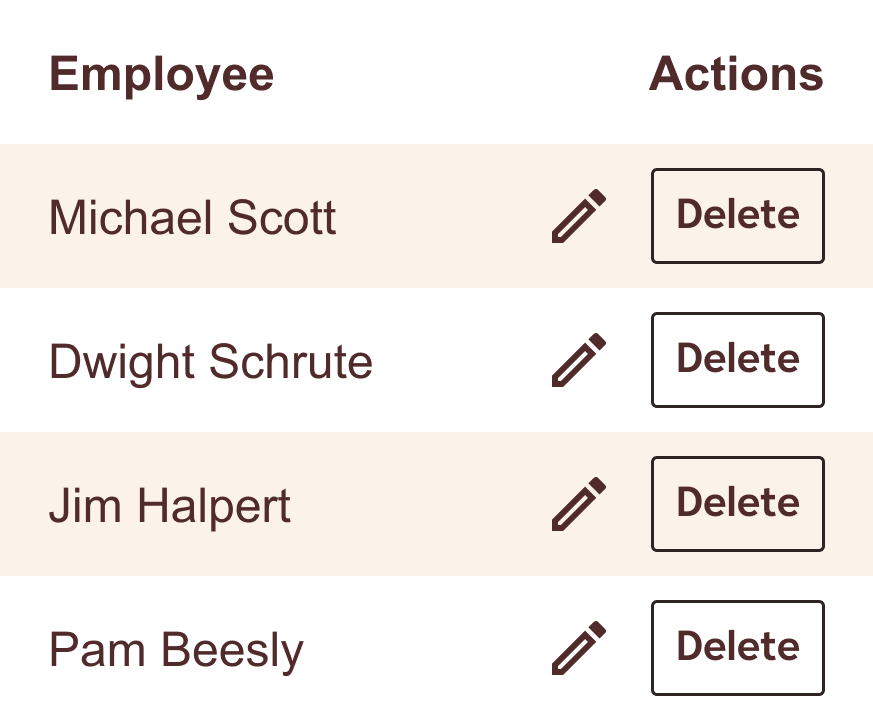 Employee Actions
Michael Scott Delete
Dwight Schrute Delete
Jim Halpert Delete
Pam Beesly Delete